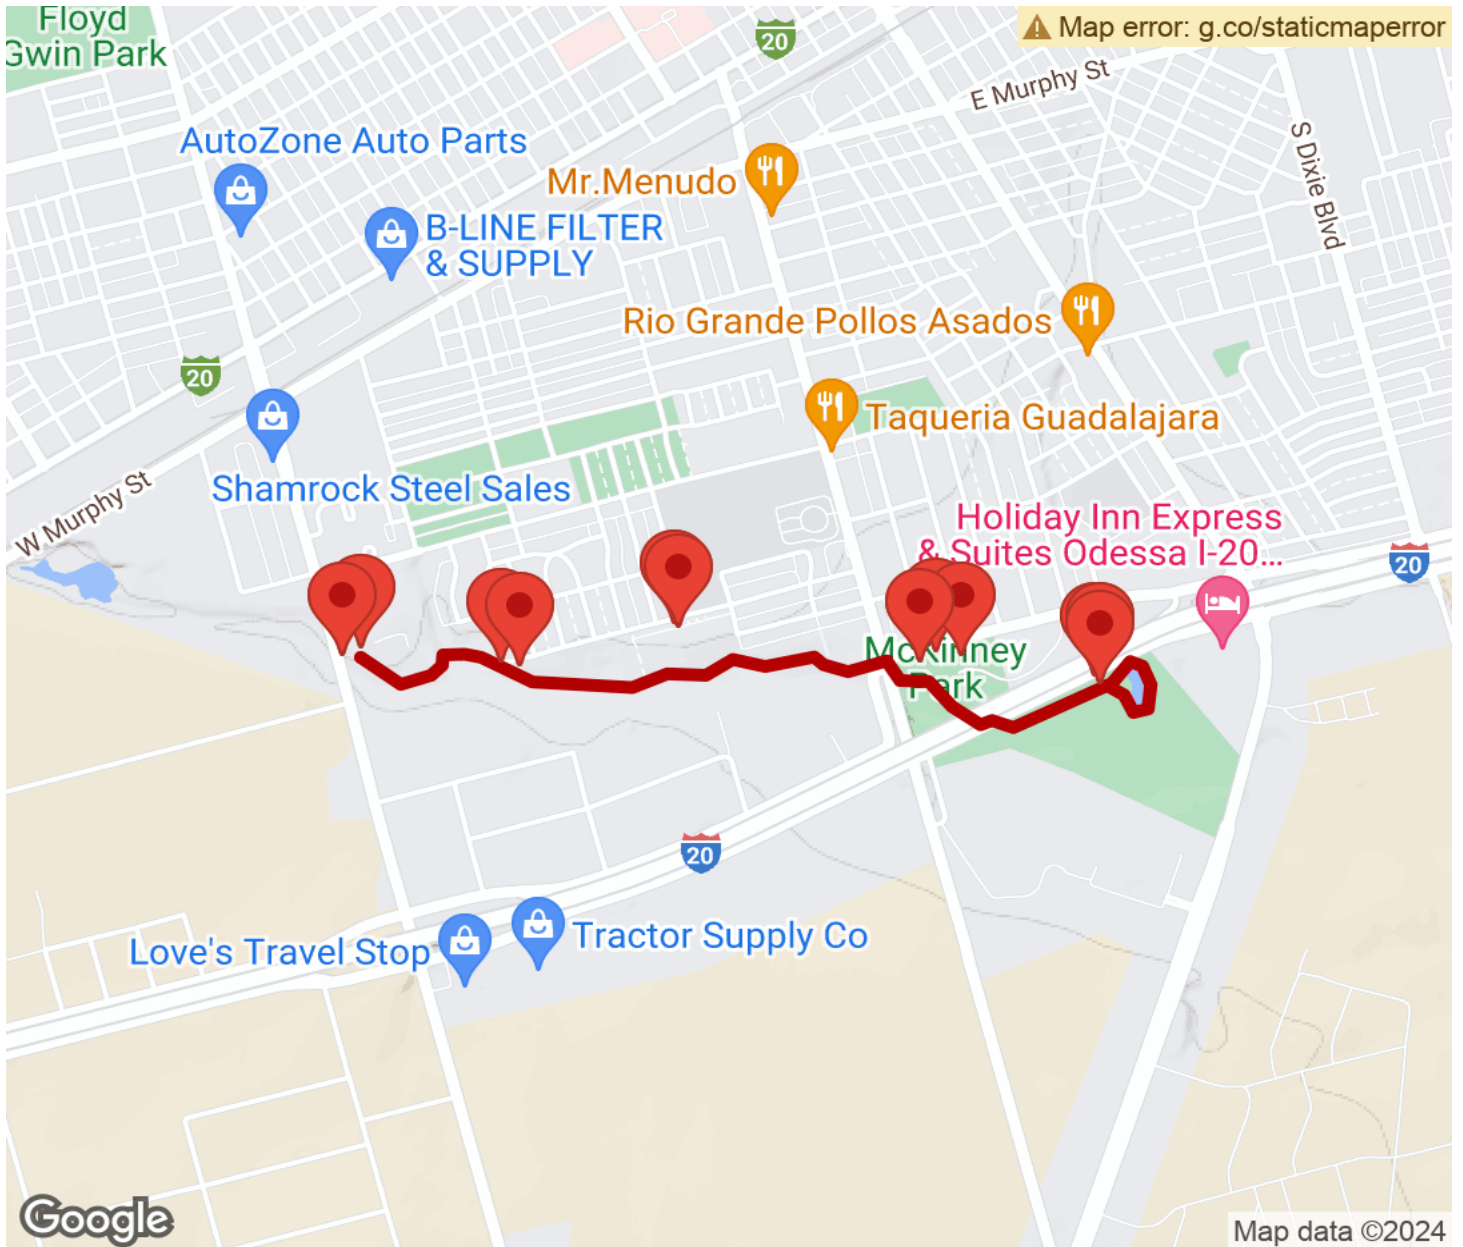 Floyd
Gwin Park
20
Map error: g.co/staticmaperror
E Murphy St
S Dixie Blvd
AutoZone Auto Parts
Mr.Menudo
B-LINE FILTER
& SUPPLY
Rio Grande Pollos Asados
20
Taqueria Guadalajara
Shamrock Steel Sales
W Murphy St
Holiday Inn Express
& Suites Odessa I-20...
20
McKinney
Park
20
Love's Travel Stop
Tractor Supply Co
Google
Map data ©2024